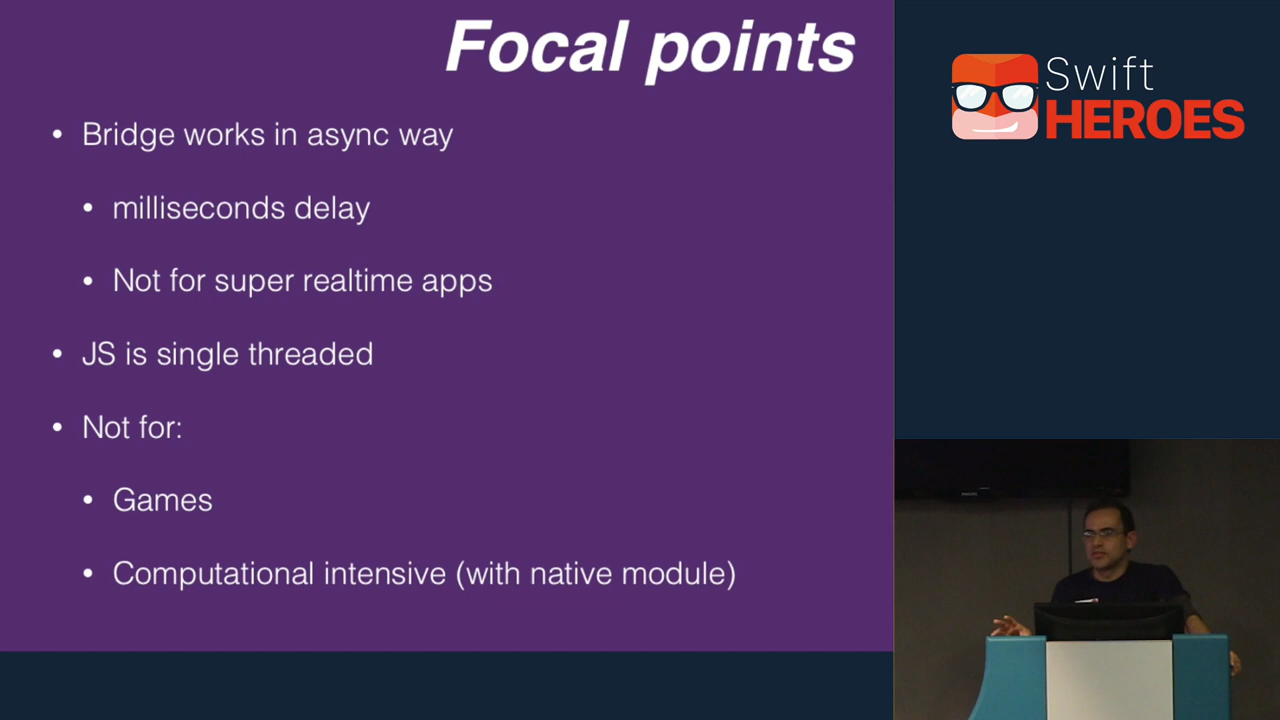 Focal points
• Bridge works in async way
• milliseconds delay
• Not for super realtime apps
• JS is single threaded
• Not for:
• Games
• Computational intensive (with native module)
Swift
HEROES
PHILIPS